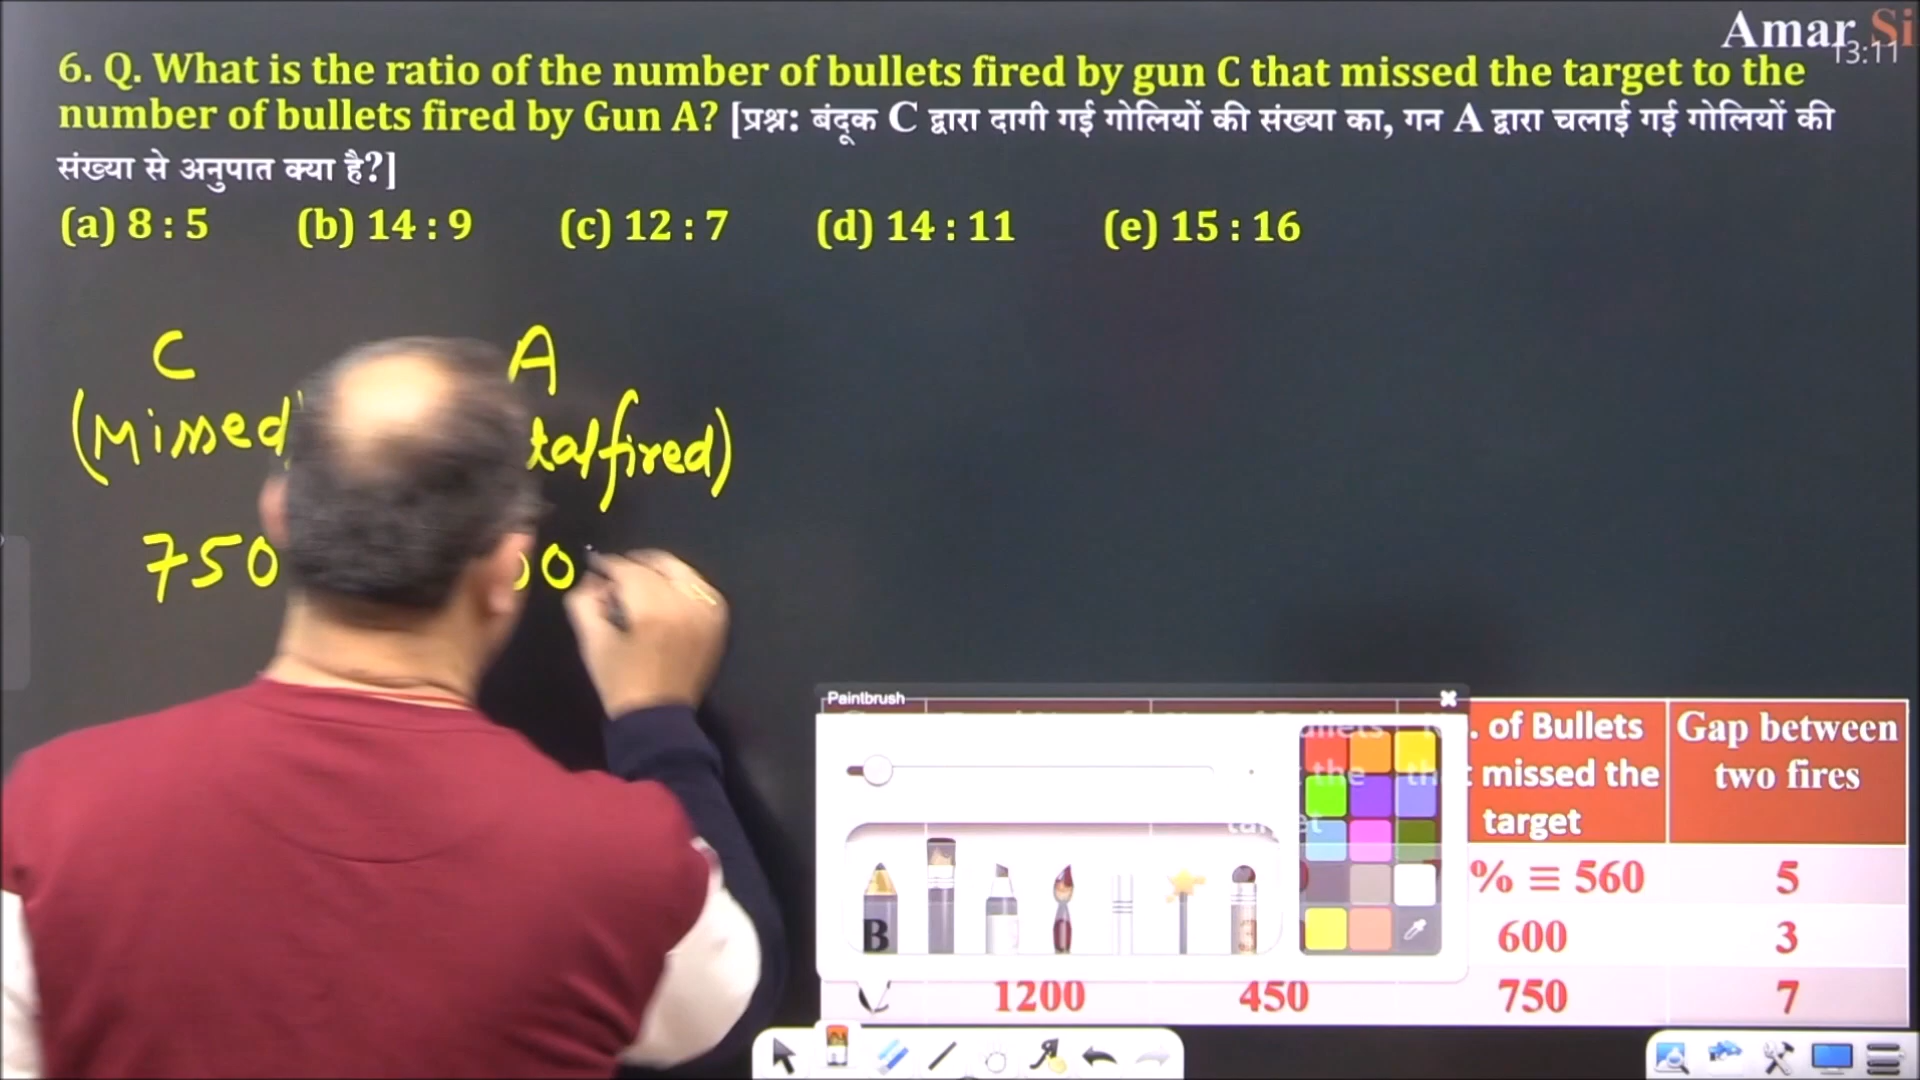 Amar Si
13:11
6. Q. What is the ratio of the number of bullets fired by gun C that missed the target to the
number of bullets fired by Gun A? [प्रश्न: बंदूक C द्वारा दागी गई गोलियों की संख्या का, गन A द्वारा चलाई गई गोलियों की
संख्या से अनुपात क्या है?]
(a) 8 : 5 (b) 14 : 9 (c) 12 : 7 (d) 14 : 11 (e) 15 : 16
C A
(Missed) talfired)
750 00
Paintbrush
. of Bullets Gap between
missed the two fires
target
% ≡ 560 5
B
600 3
1200 450 750 7